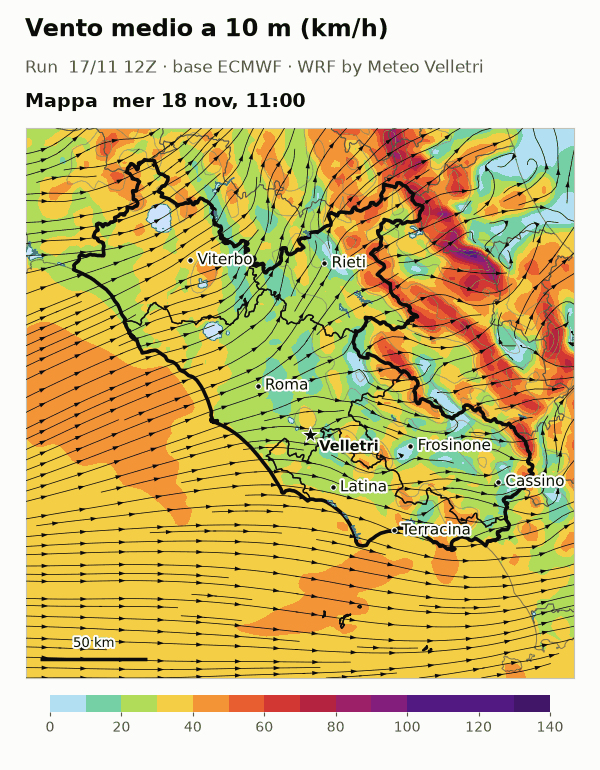 Vento medio a 10 m (km/h)
Run 17/11 12Z · base ECMWF · WRF by Meteo Velletri
Mappa mer 18 nov, 11:00
Viterbo
Rieti
Roma
Velletri
Frosinone
Cassino
Latina
Terracina
50 km
0 20 40 60 80 100 120 140